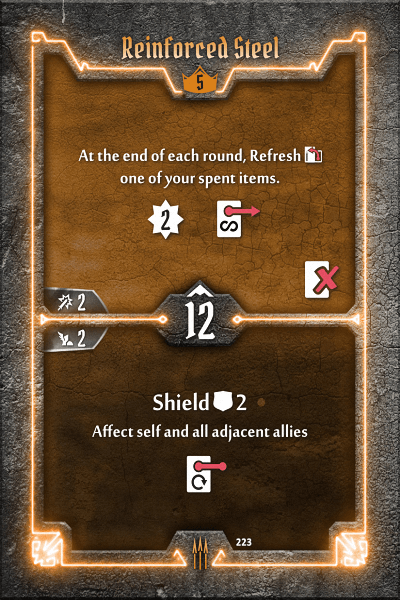 Reinforced Steel
5
At the end of each round, Refresh
one of your spent items.
2
2
12
2
Shield 2
Affect self and all adjacent allies
223